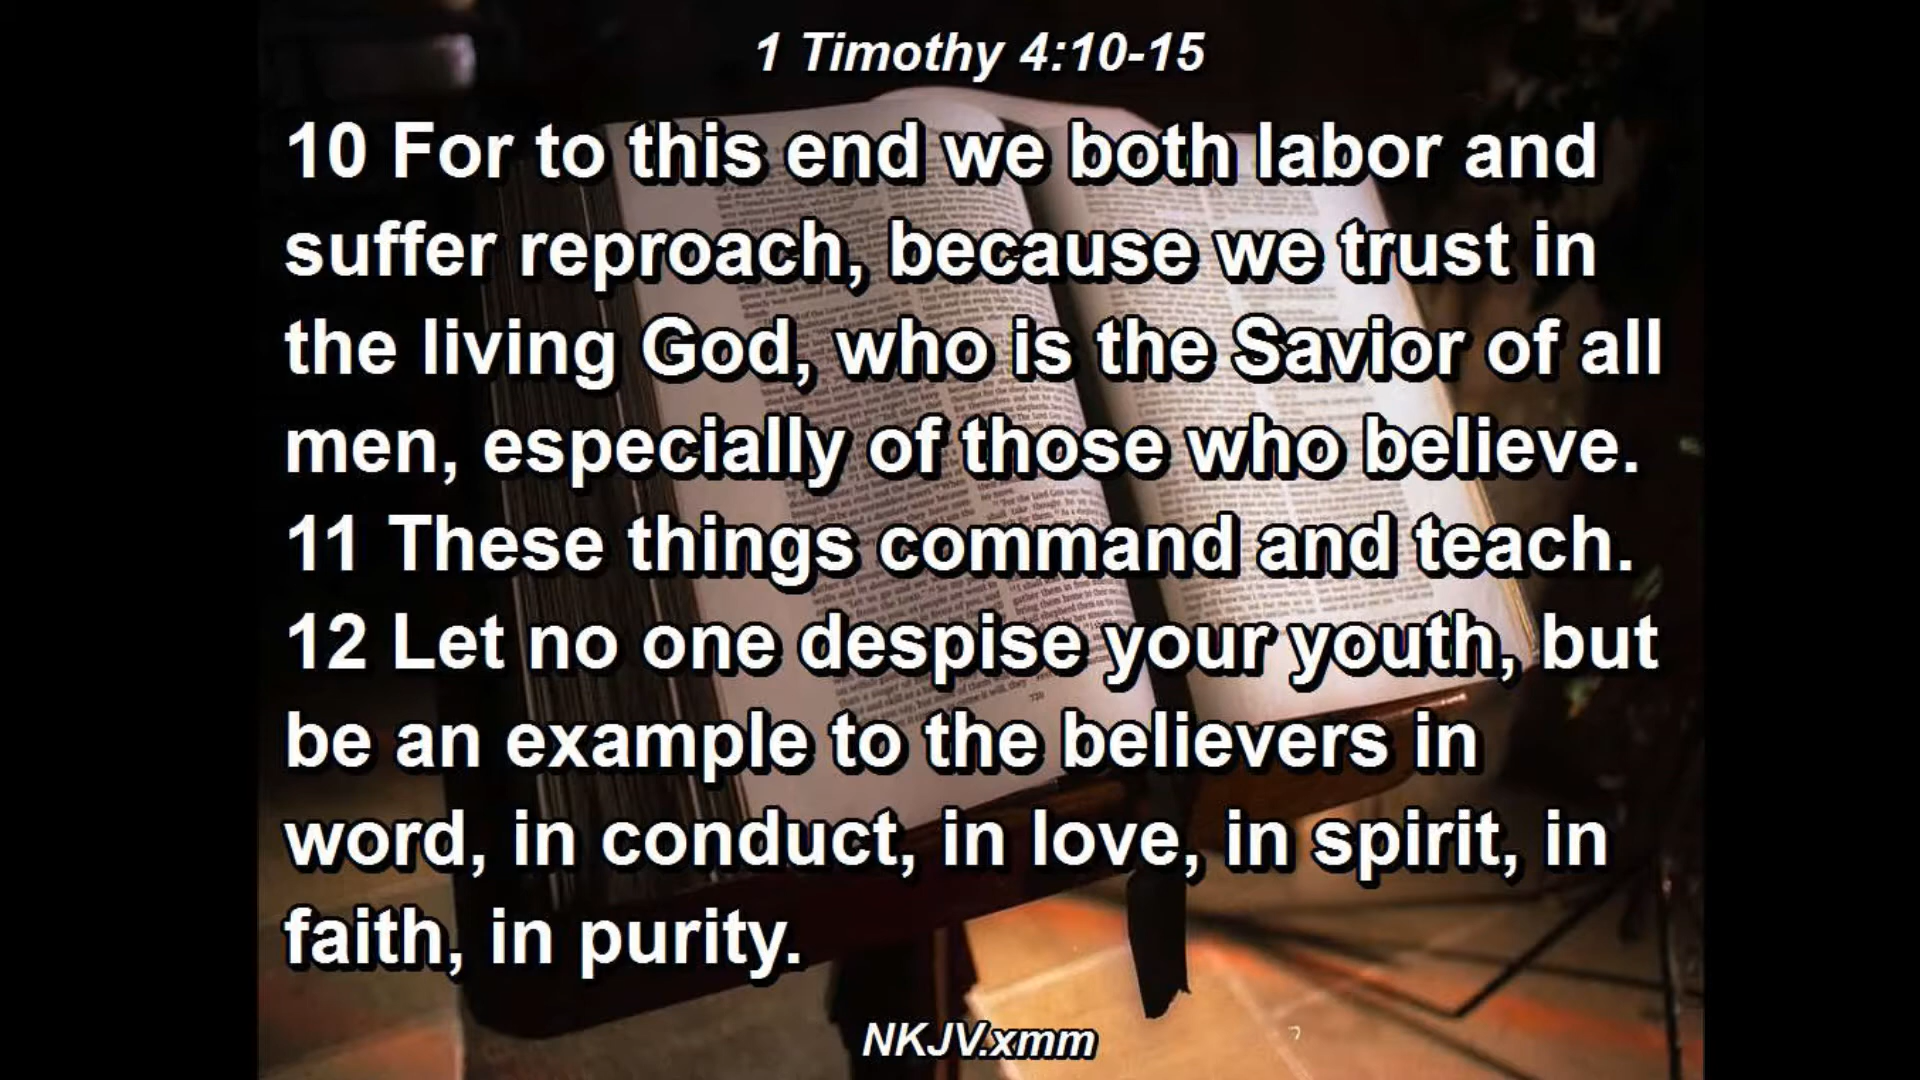 1 Timothy 4:10-15
10 For to this end we both labor and
suffer reproach, because we trust in
the living God, who is the Savior of all
men, especially of those who believe.
11 These things command and teach.
12 Let no one despise your youth, but
be an example to the believers in
word, in conduct, in love, in spirit, in
faith, in purity.
NKJV.xmm